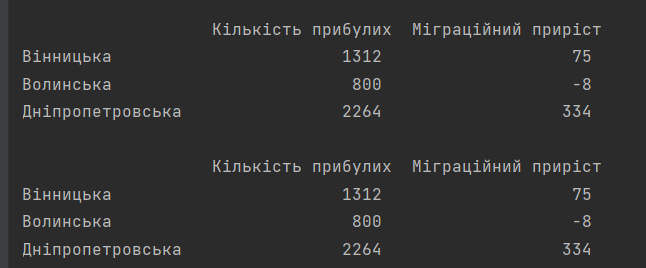 Кількість прибулих Міграційний приріст
Вінницька 1312 75
Волинська 800 -8
Дніпропетровська 2264 334
Кількість прибулих Міграційний приріст
Вінницька 1312 75
Волинська 800 -8
Дніпропетровська 2264 334